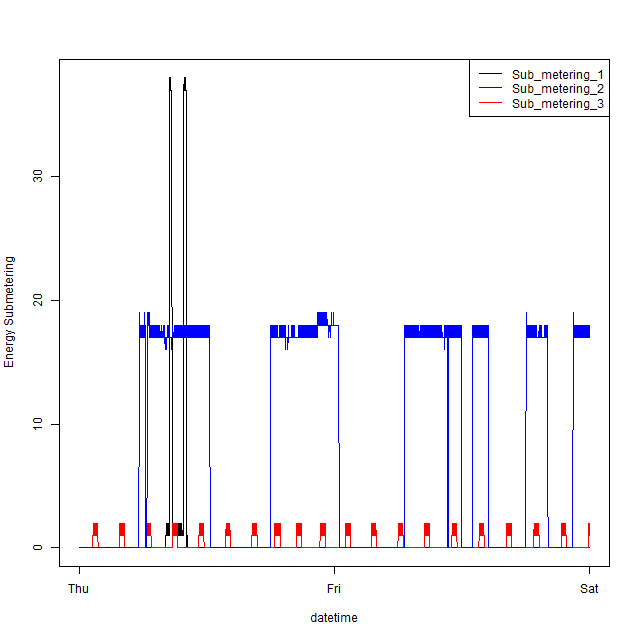 Sub_metering_1
Sub_metering_2
Sub_metering_3
30
20
10
0
Energy Submetering
Thu
Fri
Sat
datetime